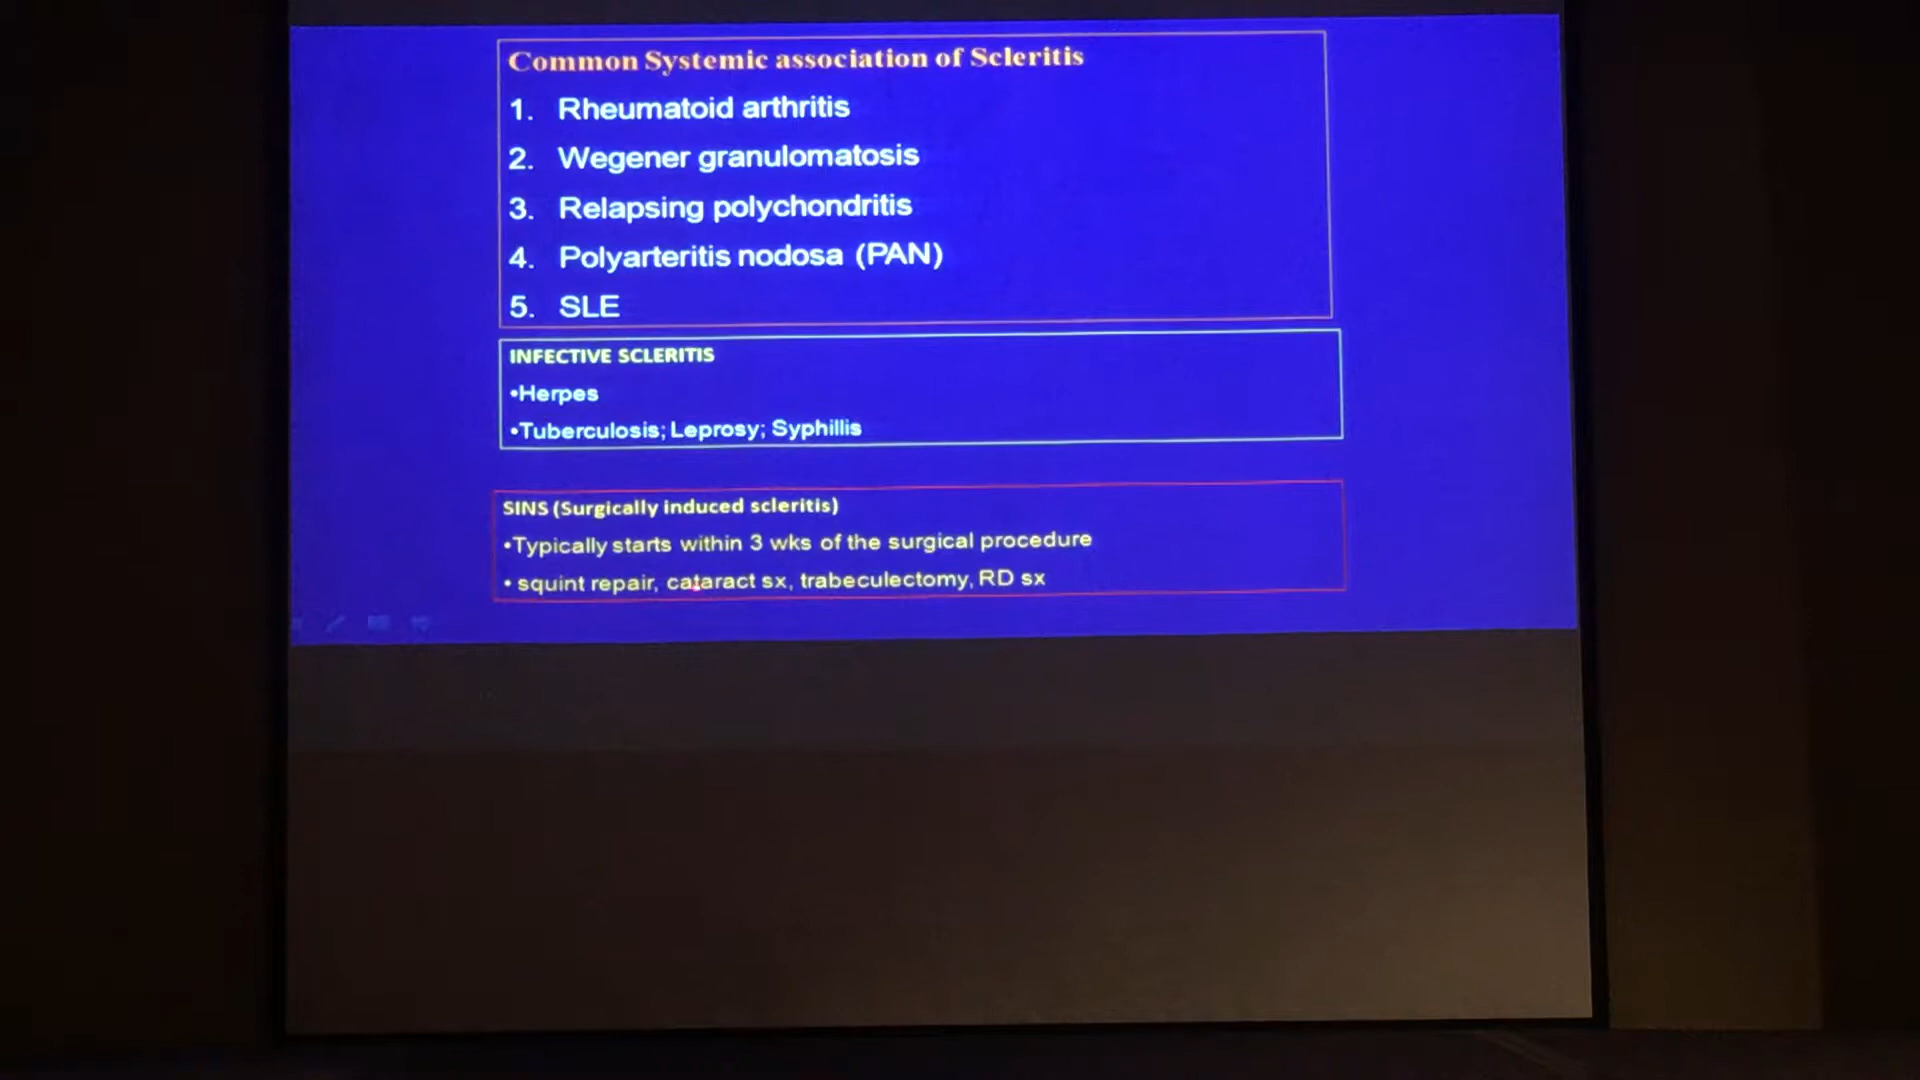 Common Systemic association of Scleritis
1. Rheumatoid arthritis
2. Wegener granulomatosis
3. Relapsing polychondritis
4. Polyarteritis nodosa (PAN)
5. SLE
INFECTIVE SCLERITIS
•Herpes
•Tuberculosis; Leprosy; Syphillis
SINS (Surgically induced scleritis)
•Typically starts within 3 wks of the surgical procedure
• squint repair, cataract sx, trabeculectomy, RD sx